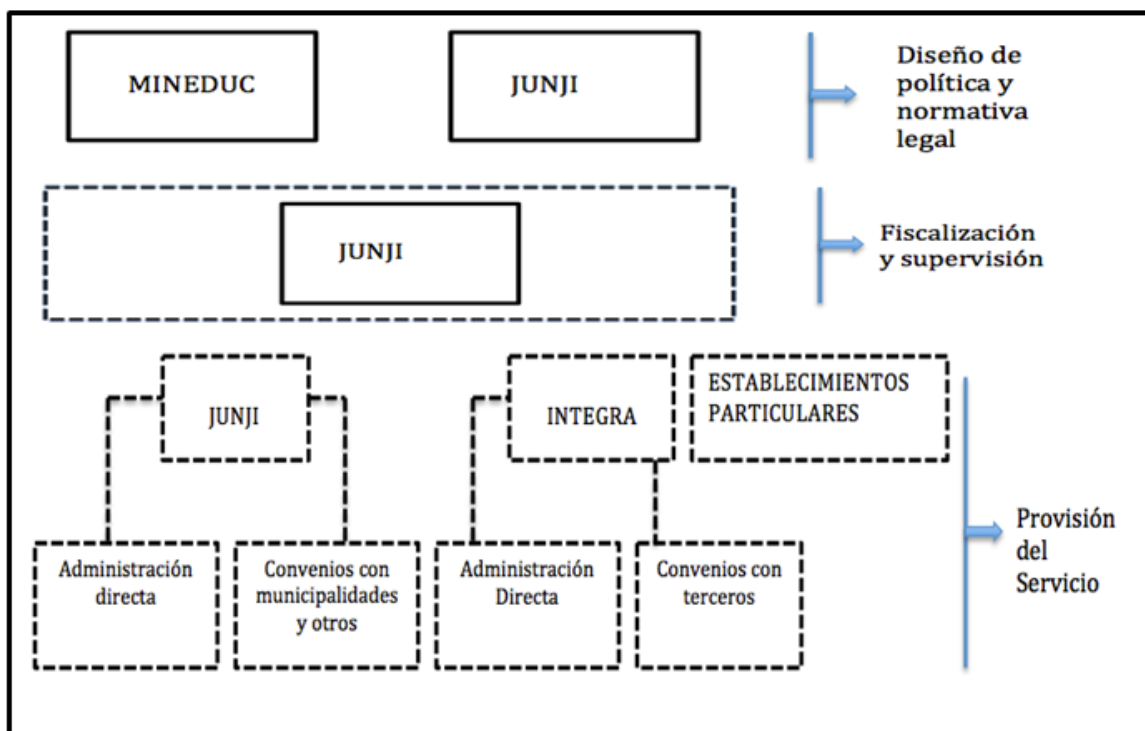 MINEDUC
JUNJI
Diseño de
política y
normativa
legal
JUNJI
Fiscalización
y supervisión
JUNJI
INTEGRA
ESTABLECIMIENTOS
PARTICULARES
Administración
directa
Convenios con
municipalidades
y otros
Administración
Directa
Convenios con
terceros
Provisión
del
Servicio